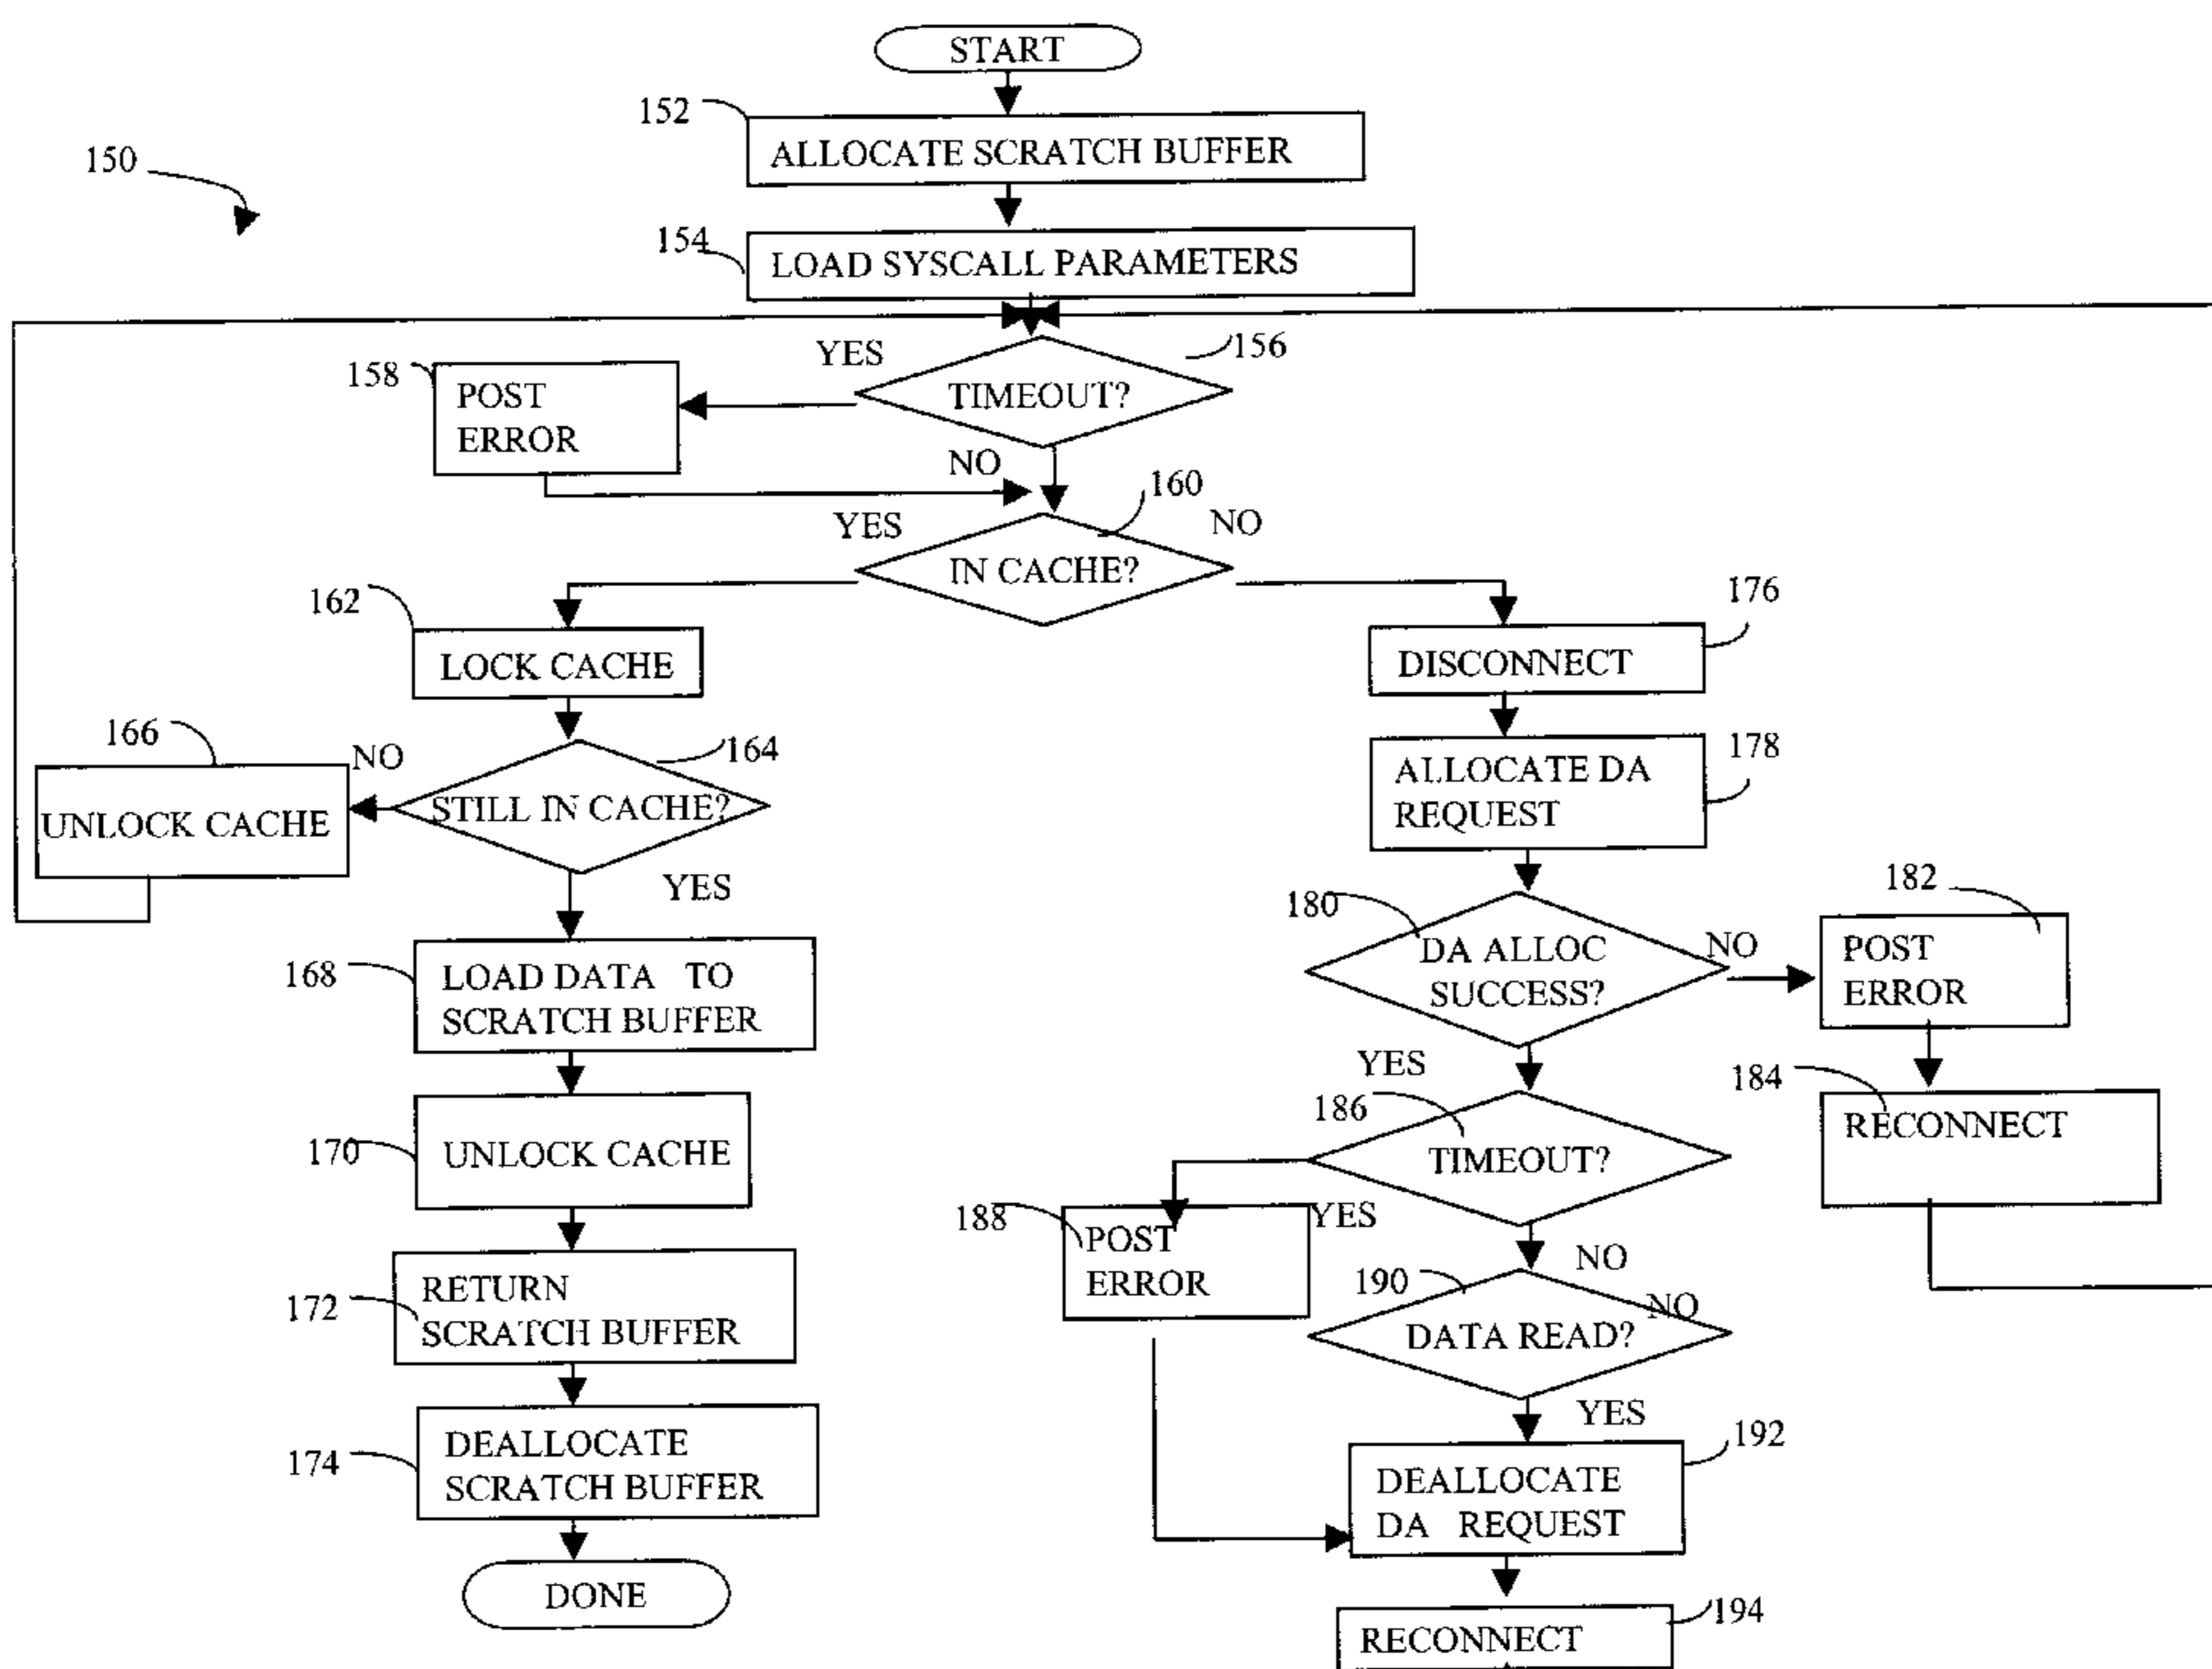 START
152
ALLOCATE SCRATCH BUFFER
150
154
LOAD SYSCALL PARAMETERS
156
YES
158
POST
ERROR
TIMEOUT?
NO
160
YES
NO
IN CACHE?
162
LOCK CACHE
176
DISCONNECT
166
NO
164
UNLOCK CACHE
STILL IN CACHE?
YES
178
ALLOCATE DA
REQUEST
180
DA ALLOC
SUCCESS?
NO
182
POST
ERROR
168
LOAD DATA TO
SCRATCH BUFFER
YES
184
RECONNECT
186
TIMEOUT?
170
UNLOCK CACHE
188
POST
ERROR
YES
NO
172
RETURN
SCRATCH BUFFER
190
NO
DATA READ?
YES
174
DEALLOCATE
SCRATCH BUFFER
192
DEALLOCATE
DA REQUEST
DONE
194
RECONNECT